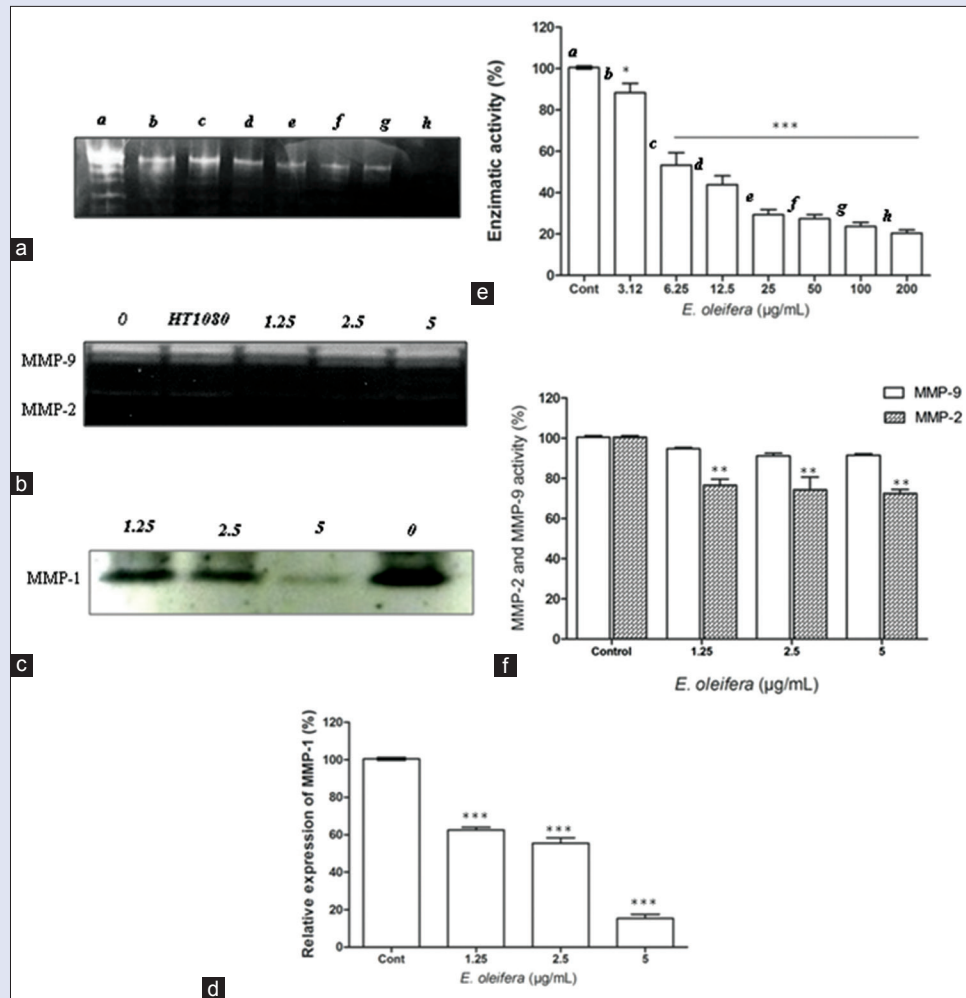 a b c d e f g h
a
0 HT1080 1.25 2.5 5
MMP-9
MMP-2
b
1.25 2.5 5 0
MMP-1
c
Enzimatic activity (%)
120
100
80
60
40
20
0
a
b
*
c
d
e
f
g
h
***
Cont 3.12 6.25 12.5 25 50 100 200
E. oleifera (µg/mL)
e
MMP-2 and MMP-9 activity (%)
120
100
80
60
40
20
0
MMP-9
MMP-2
** ** **
Control 1.25 2.5 5
E. oleifera (µg/mL)
f
Relative expression of MMP-1 (%)
120
100
80
60
40
20
0
*** *** ***
Cont 1.25 2.5 5
E. oleifera (µg/mL)
d